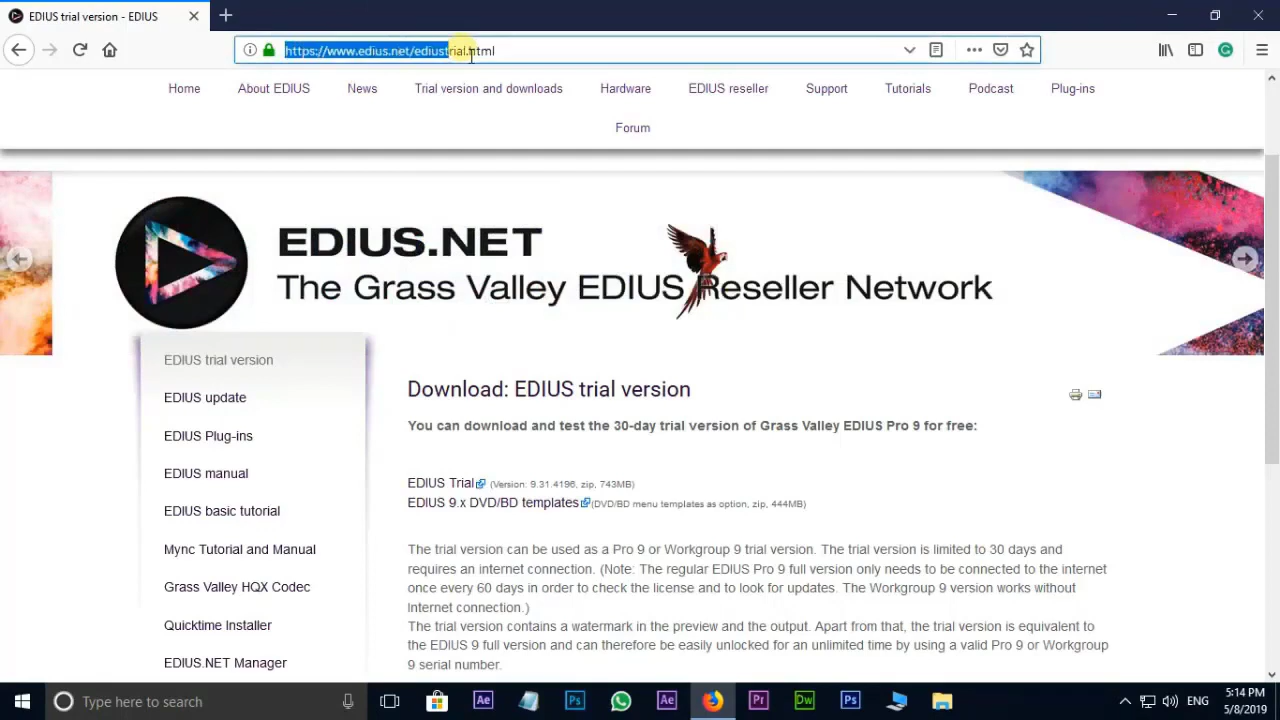 EDIUS trial version - EDIUS
https://www.edius.net/ediustrial.html
Home About EDIUS News Trial version and downloads Hardware EDIUS reseller Support Tutorials Podcast Plug-ins
Forum
EDIUS.NET
The Grass Valley EDIUS Reseller Network
EDIUS trial version
EDIUS update
EDIUS Plug-ins
EDIUS manual
EDIUS basic tutorial
Mync Tutorial and Manual
Grass Valley HQX Codec
Quicktime Installer
EDIUS.NET Manager
Download: EDIUS trial version
You can download and test the 30-day trial version of Grass Valley EDIUS Pro 9 for free:
EDIUS Trial (Version: 9.31.4196, zip, 743MB)
EDIUS 9.x DVD/BD templates (DVD/BD menu templates as option, zip, 444MB)
The trial version can be used as a Pro 9 or Workgroup 9 trial version. The trial version is limited to 30 days and
requires an internet connection. (Note: The regular EDIUS Pro 9 full version only needs to be connected to the internet
once every 60 days in order to check the license and to look for updates. The Workgroup 9 version works without
Internet connection.)
The trial version contains a watermark in the preview and the output. Apart from that, the trial version is equivalent to
the EDIUS 9 full version and can therefore be easily unlocked for an unlimited time by using a valid Pro 9 or Workgroup
9 serial number.
Type here to search
Ae
Ps
Ae
Pr
Dw
Ps
ENG
5:14 PM
5/8/2019